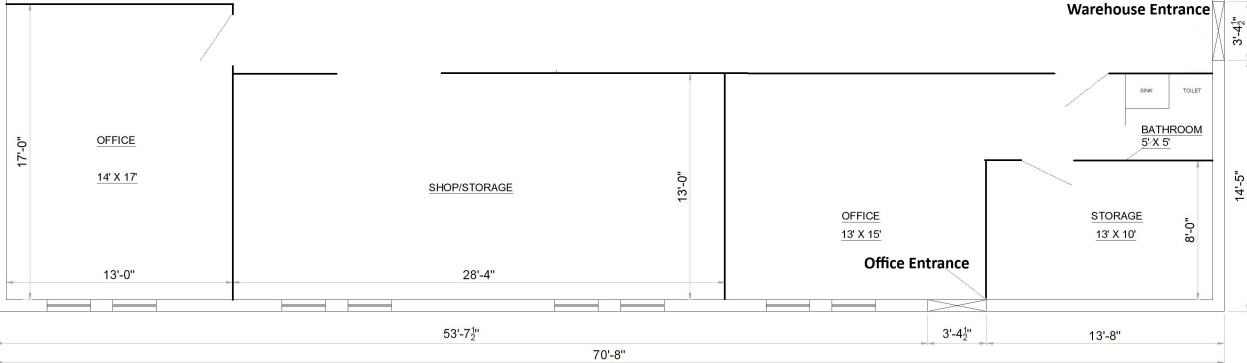 Warehouse Entrance
3'-4½"
17'-0"
OFFICE
14' X 17'
SHOP/STORAGE
13'-0"
SINK
TOILET
BATHROOM
5' X 5'
14'-5"
OFFICE
13' X 15'
STORAGE
13' X 10'
8'-0"
Office Entrance
13'-0"
28'-4"
53'-7½"
3'-4½"
13'-8"
70'-8"